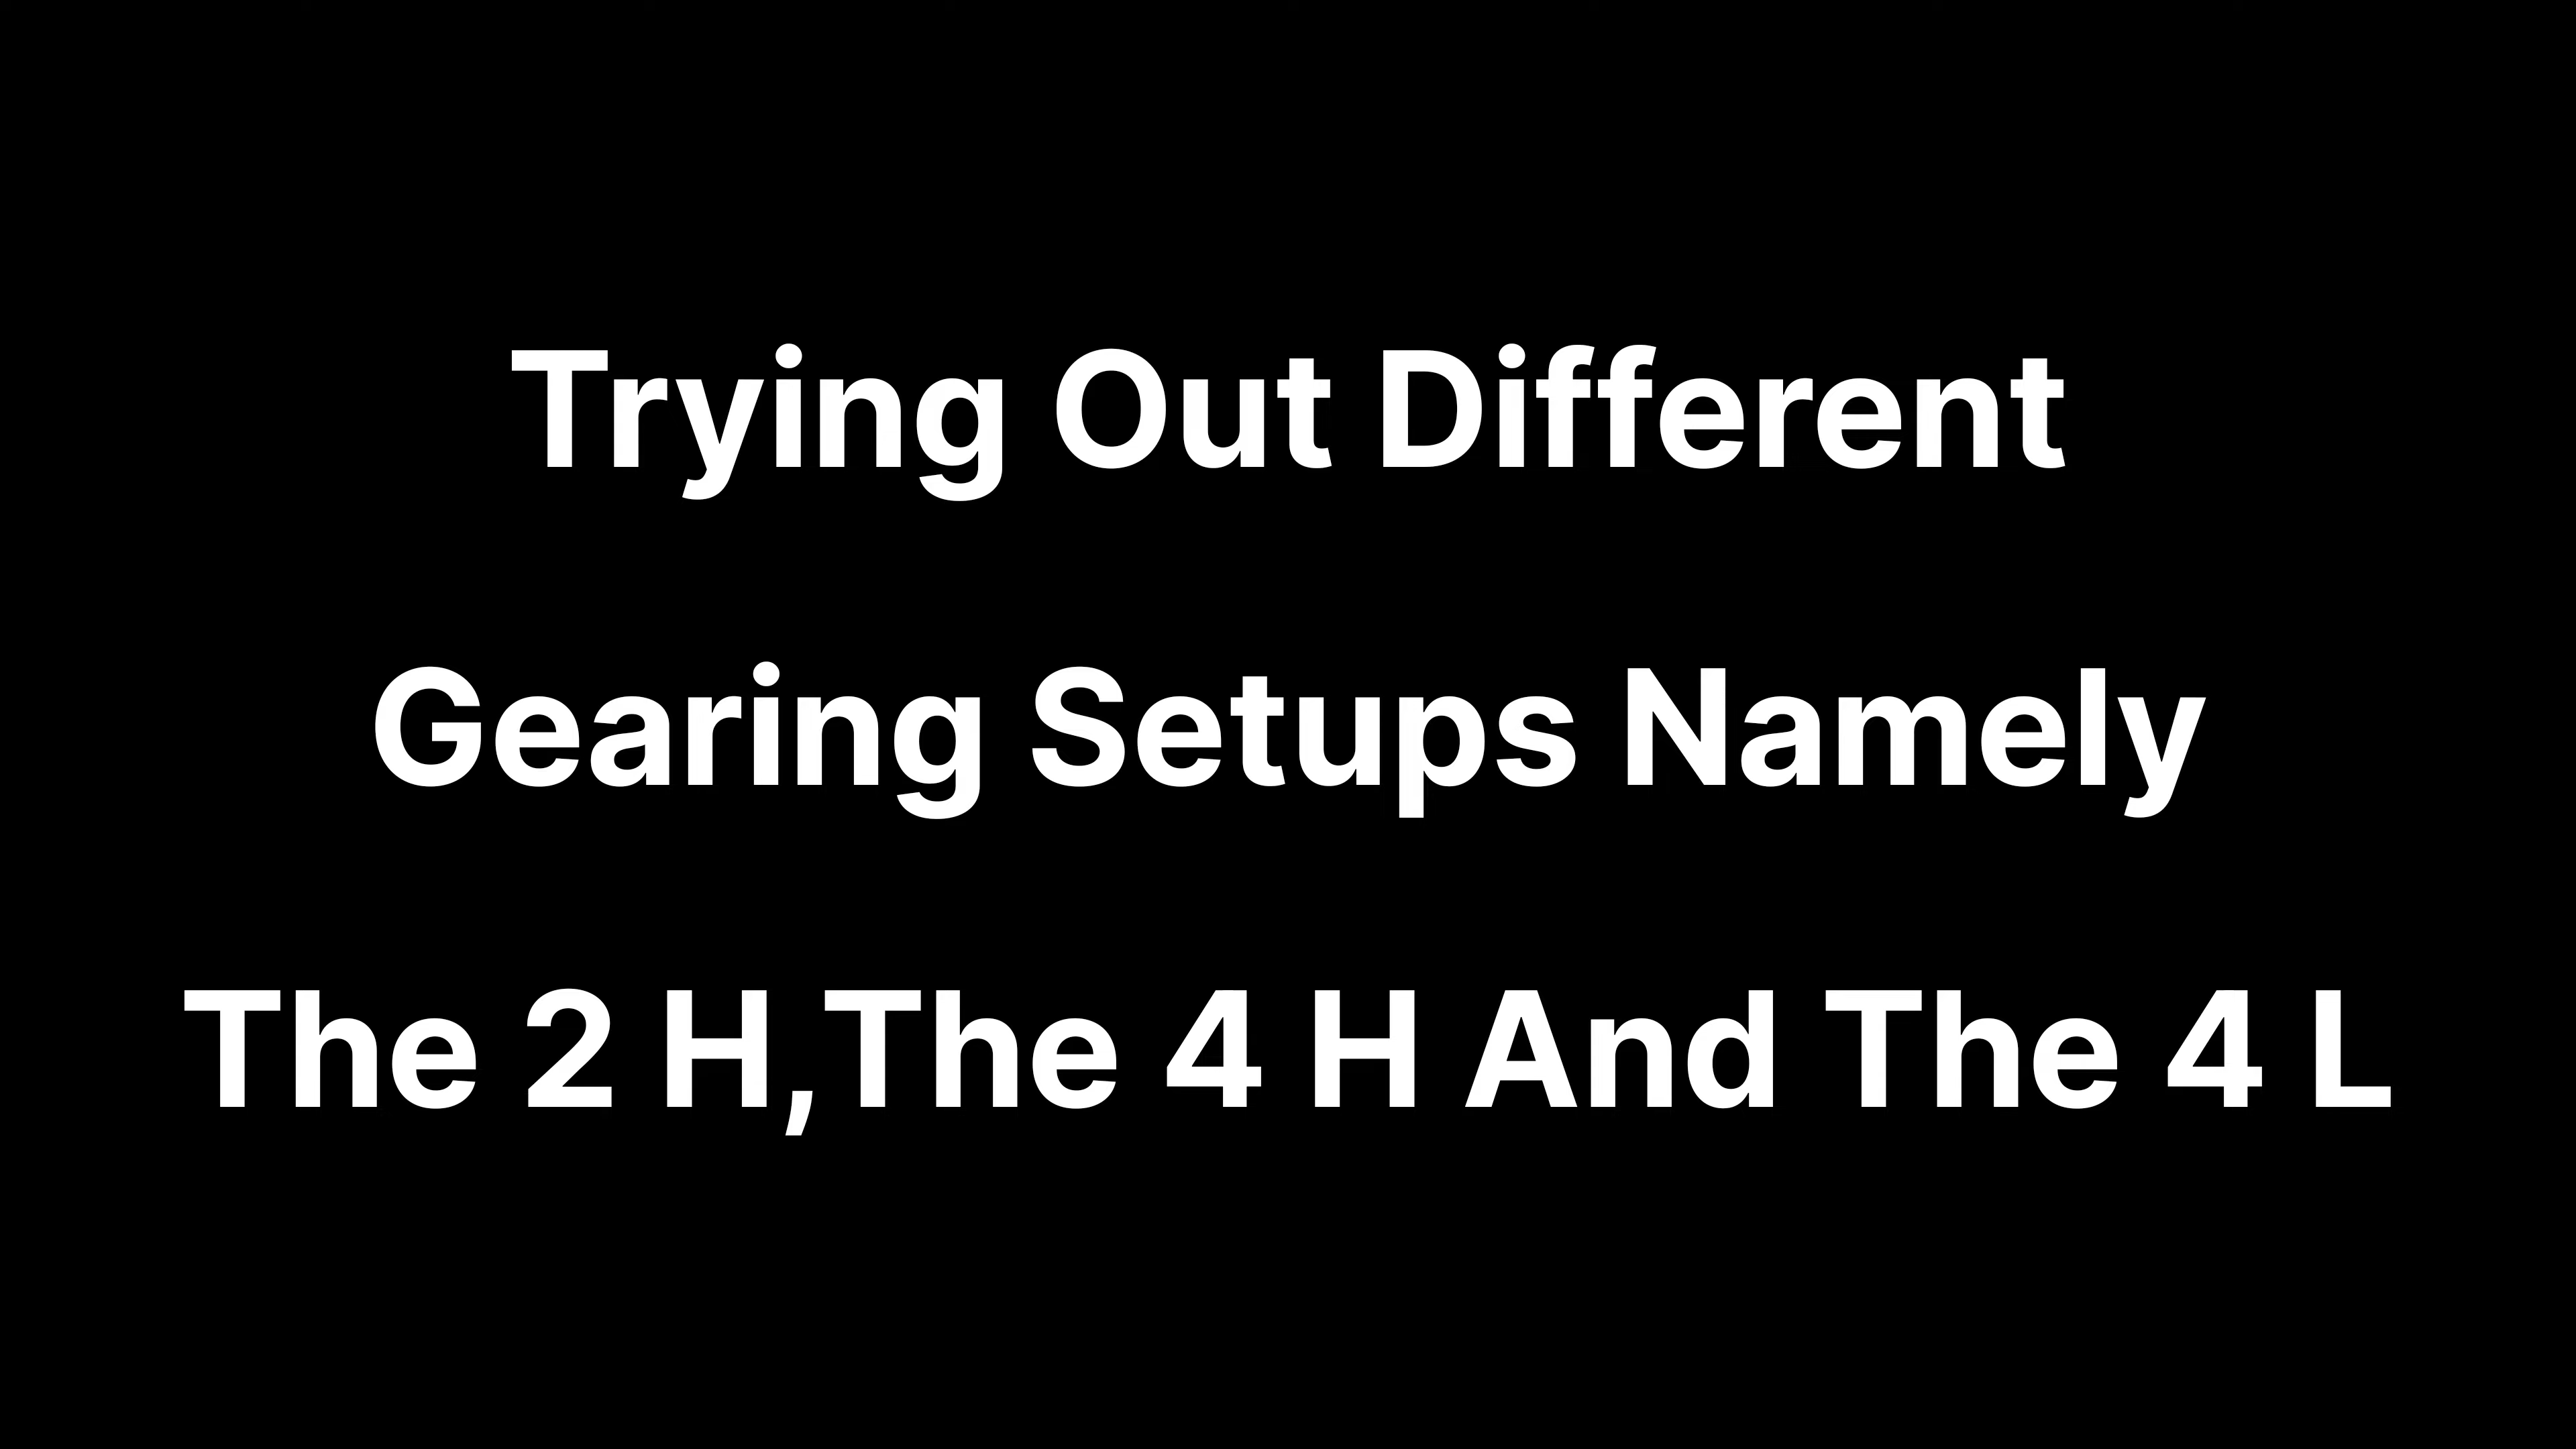 Trying Out Different
Gearing Setups Namely
The 2 H,The 4 H And The 4 L